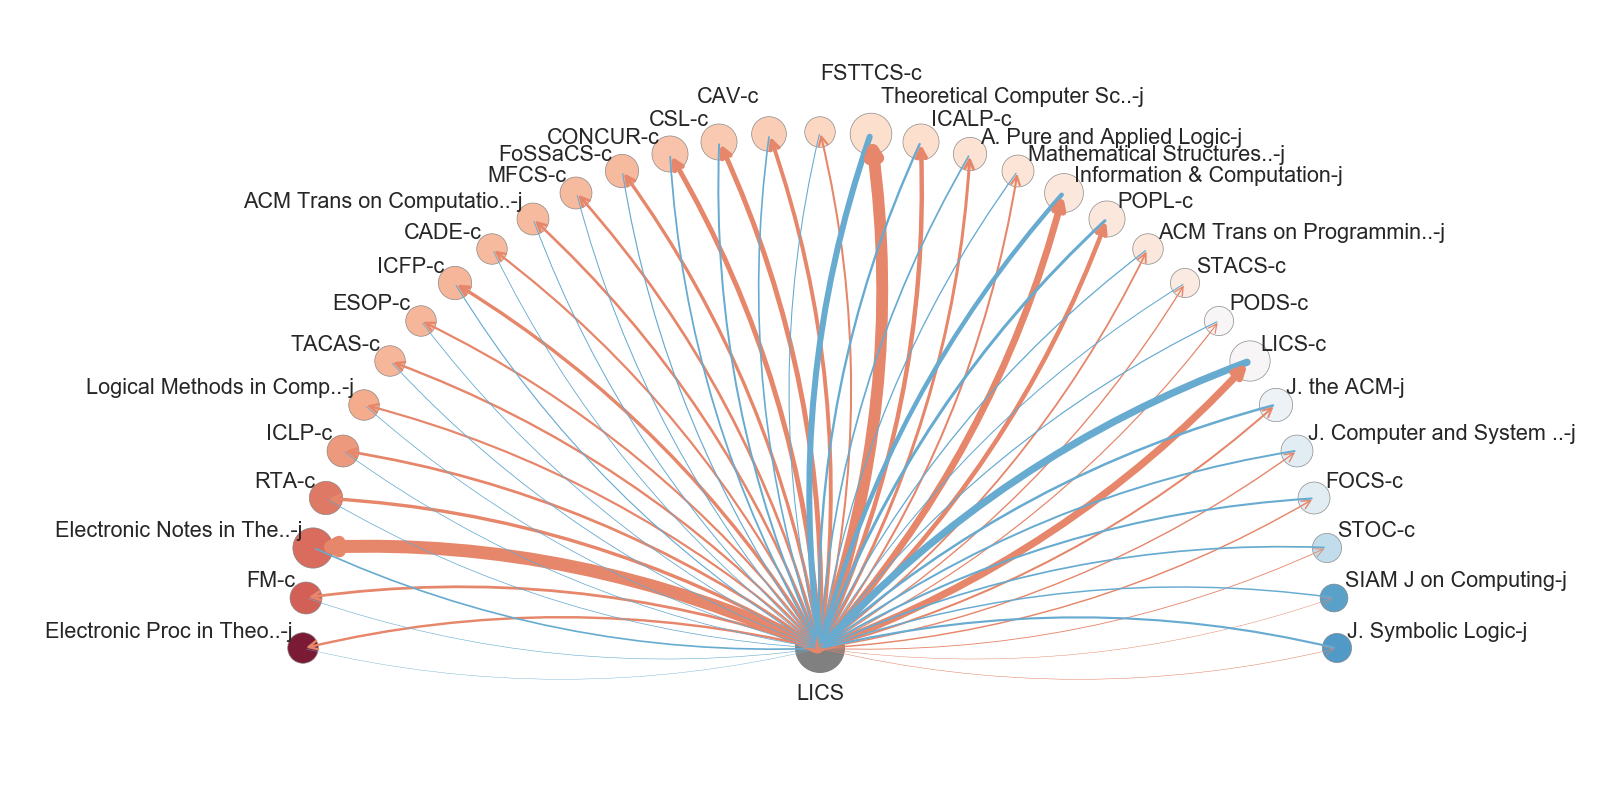 FSTTCS-c
CAV-c
Theoretical Computer Sc..-j
CSL-c
ICALP-c
CONCUR-c
A. Pure and Applied Logic-j
FoSSaCS-c
Mathematical Structures..-j
MFCS-c
Information & Computation-j
ACM Trans on Computatio..-j
POPL-c
CADE-c
ACM Trans on Programmin..-j
ICFP-c
STACS-c
ESOP-c
PODS-c
TACAS-c
LICS-c
Logical Methods in Comp..-j
J. the ACM-j
ICLP-c
J. Computer and System ..-j
RTA-c
FOCS-c
Electronic Notes in The..-j
STOC-c
FM-c
SIAM J on Computing-j
Electronic Proc in Theo..-j
J. Symbolic Logic-j
LICS